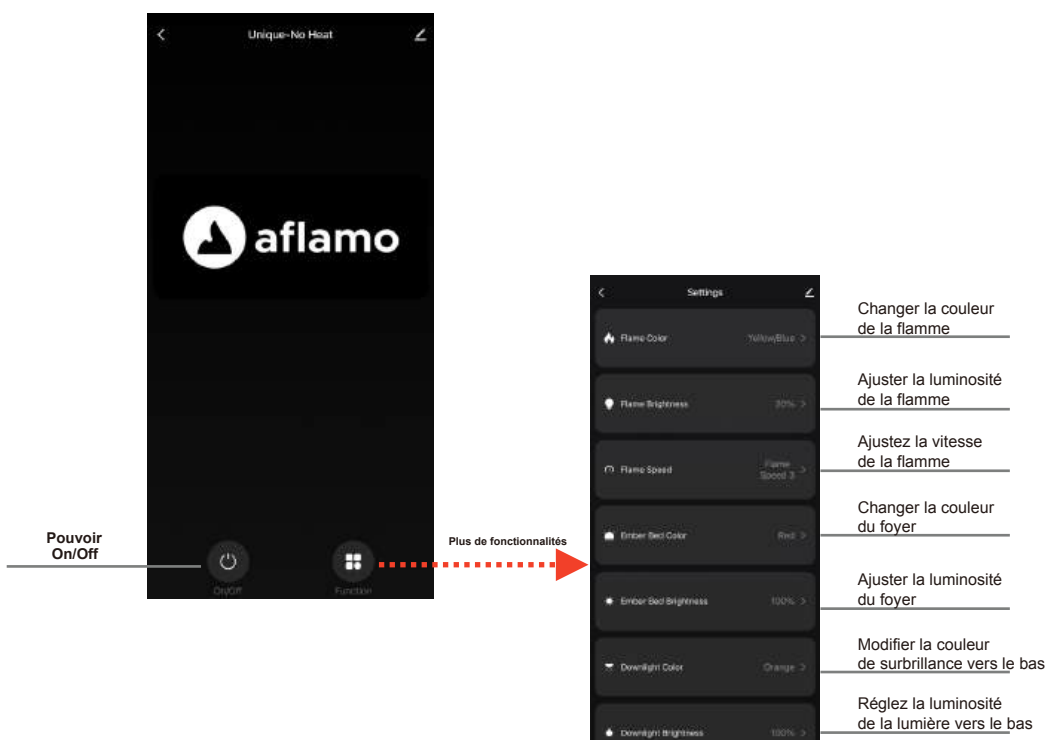 Unique-No Heat
aflamo
Pouvoir
On/Off
On/Off
Function
Plus de fonctionnalités
Settings
Flame Color
Yellow/Blue
Changer la couleur
de la flamme
Flame Brightness
Ajuster la luminosité
de la flamme
Flame Speed
Flame
Speed 3
Ajustez la vitesse
de la flamme
Ember Bed Color
Red
Changer la couleur
du foyer
Ember Bed Brightness
100%
Ajuster la luminosité
du foyer
Downlight Color
Orange
Modifier la couleur
de surbrillance vers le bas
Downlight Brightness
100%
Réglez la luminosité
de la lumière vers le bas